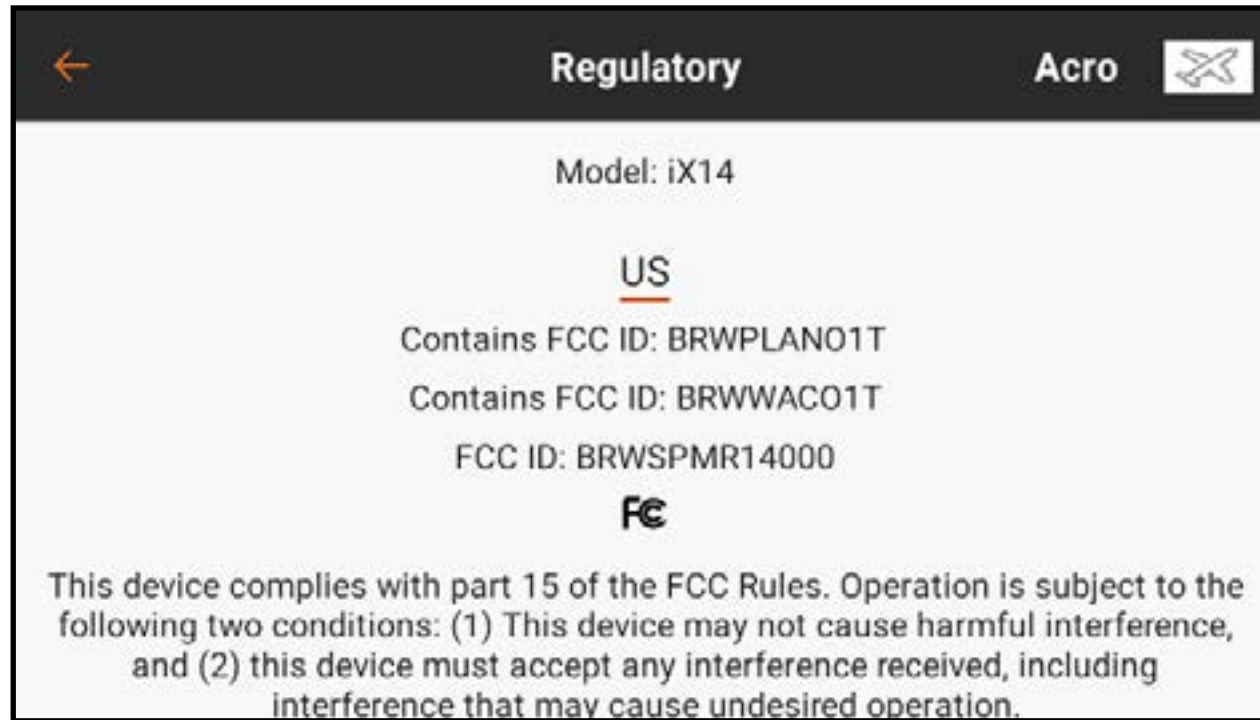 Regulatory
Acro
Model: iX14
US
Contains FCC ID: BRWPLANO1T
Contains FCC ID: BRWWACO1T
FCC ID: BRWSPMR14000
FC
This device complies with part 15 of the FCC Rules. Operation is subject to the
following two conditions: (1) This device may not cause harmful interference,
and (2) this device must accept any interference received, including
interference that may cause undesired operation.